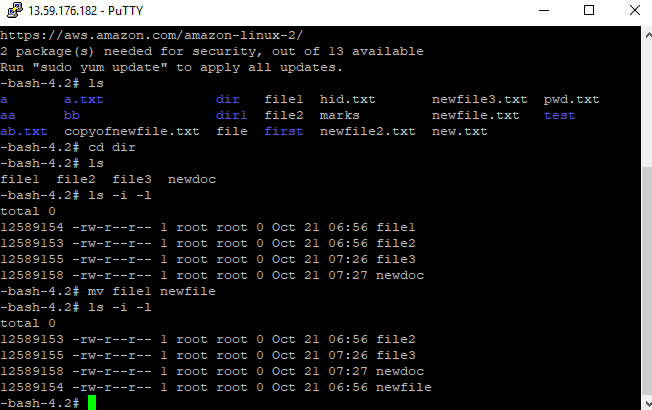 13.59.176.182 - PuTTY
https://aws.amazon.com/amazon-linux-2/
2 package(s) needed for security, out of 13 available
Run "sudo yum update" to apply all updates.
-bash-4.2# ls
a       a.txt              dir   file1  hid.txt       newfile3.txt  pwd.txt
aa      bb                 dir1  file2  marks         newfile.txt   test
ab.txt  copyofnewfile.txt  file  first  newfile2.txt  new.txt
-bash-4.2# cd dir
-bash-4.2# ls
file1  file2  file3  newdoc
-bash-4.2# ls -i -l
total 0
12589154 -rw-r--r-- 1 root root 0 Oct 21 06:56 file1
12589153 -rw-r--r-- 1 root root 0 Oct 21 06:56 file2
12589155 -rw-r--r-- 1 root root 0 Oct 21 07:26 file3
12589158 -rw-r--r-- 1 root root 0 Oct 21 07:27 newdoc
-bash-4.2# mv file1 newfile
-bash-4.2# ls -i -l
total 0
12589153 -rw-r--r-- 1 root root 0 Oct 21 06:56 file2
12589155 -rw-r--r-- 1 root root 0 Oct 21 07:26 file3
12589158 -rw-r--r-- 1 root root 0 Oct 21 07:27 newdoc
12589154 -rw-r--r-- 1 root root 0 Oct 21 06:56 newfile
-bash-4.2#